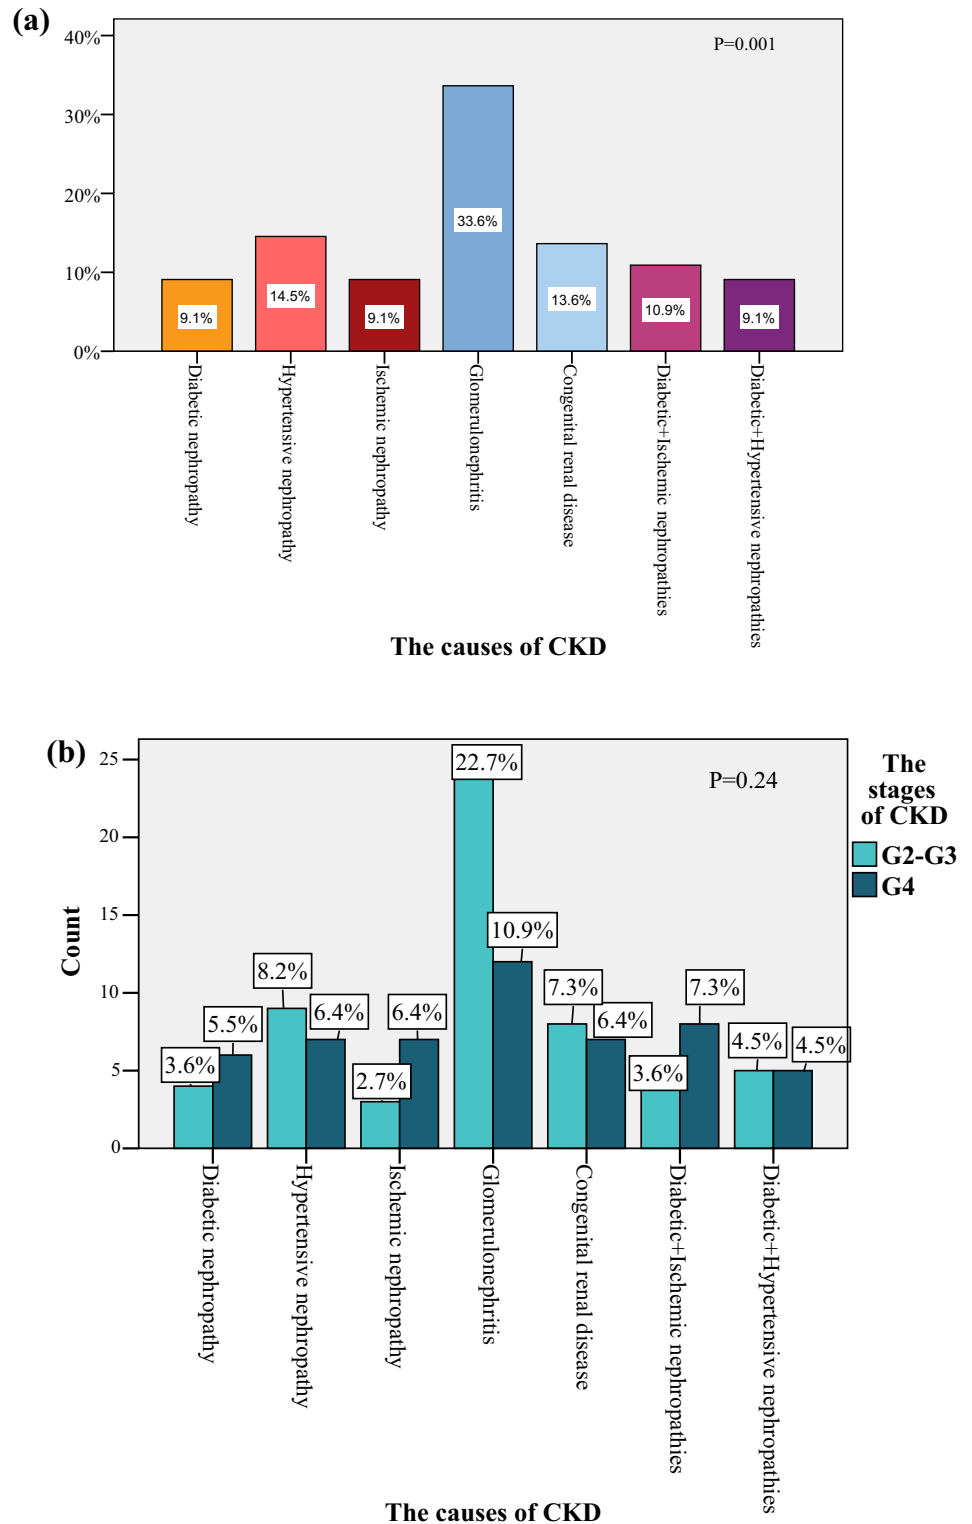 (a)
40%
30%
20%
10%
0%
P=0.001
9.1%
14.5%
9.1%
33.6%
13.6%
10.9%
9.1%
Diabetic nephropathy
Hypertensive nephropathy
Ischemic nephropathy
Glomerulonephritis
Congenital renal disease
Diabetic+Ischemic nephropathies
Diabetic+Hypertensive nephropathies
The causes of CKD
(b)
Count
25
20
15
10
5
0
P=0.24
3.6%
5.5%
8.2%
6.4%
2.7%
6.4%
22.7%
10.9%
7.3%
6.4%
3.6%
7.3%
4.5%
4.5%
The
stages
of CKD
G2-G3
G4
Diabetic nephropathy
Hypertensive nephropathy
Ischemic nephropathy
Glomerulonephritis
Congenital renal disease
Diabetic+Ischemic nephropathies
Diabetic+Hypertensive nephropathies
The causes of CKD